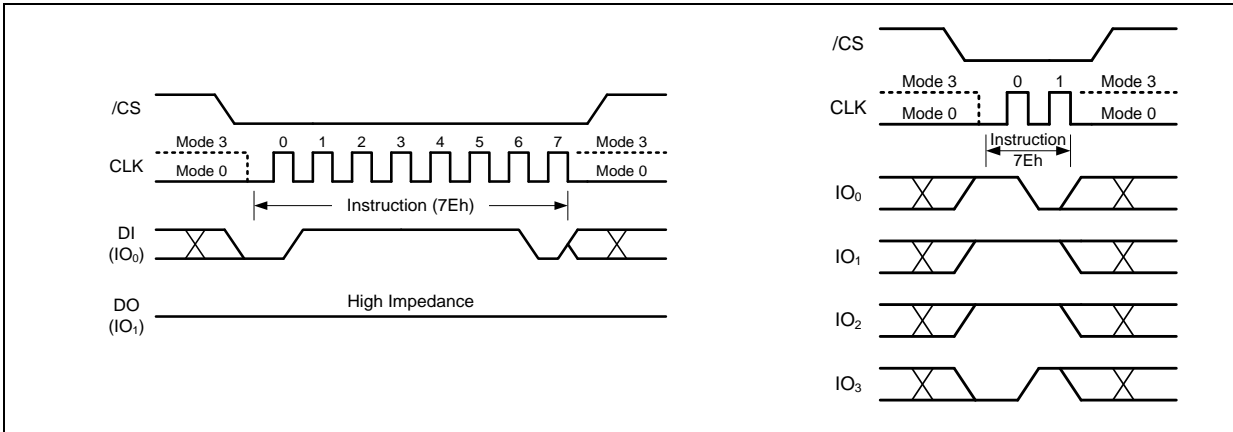 /CS
Mode 3 0 1 2 3 4 5 6 7 Mode 3
CLK
Mode 0 Mode 0
Instruction (7Eh)
DI
(IO₀)
DO
(IO₁)
High Impedance
/CS
Mode 3 0 1 Mode 3
CLK
Mode 0 Mode 0
Instruction
7Eh
IO₀
IO₁
IO₂
IO₃